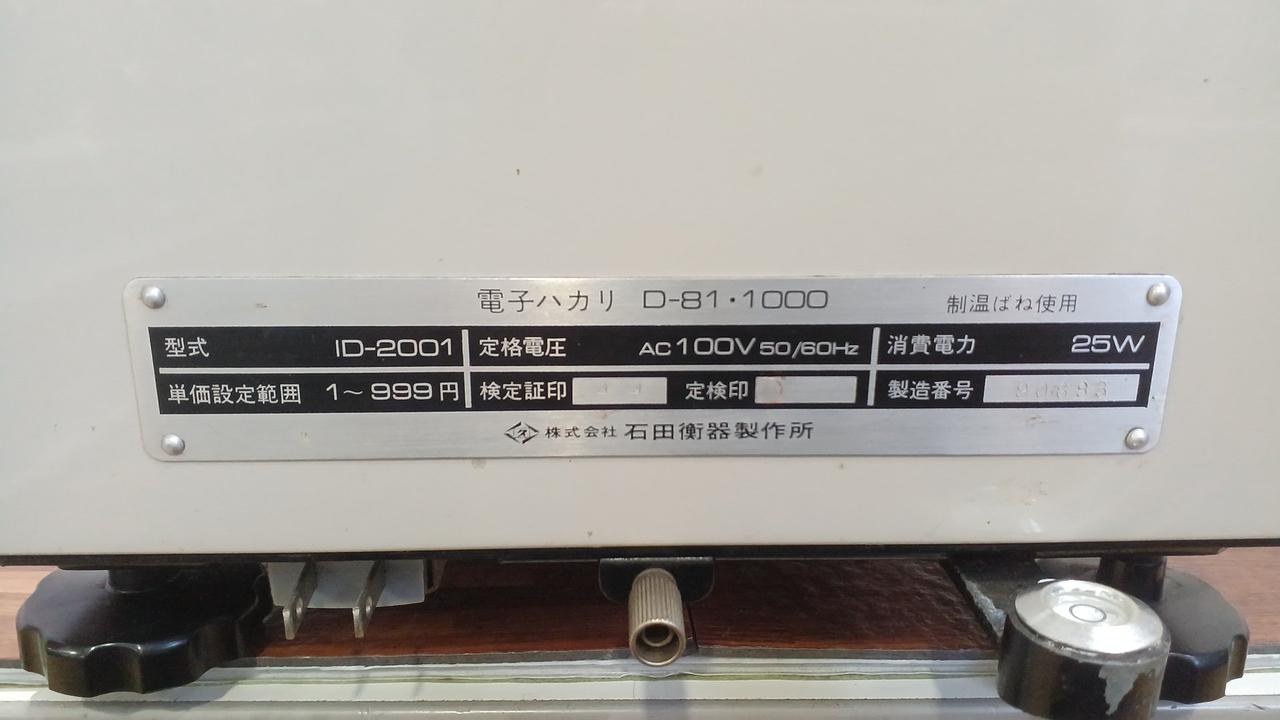 電子ハカリ D-81・1000 制温ばね使用
型式 ID-2001 定格電圧 AC100V 50/60Hz 消費電力 25W
単価設定範囲 1～999円 検定証印 定検印 製造番号
株式会社 石田衡器製作所